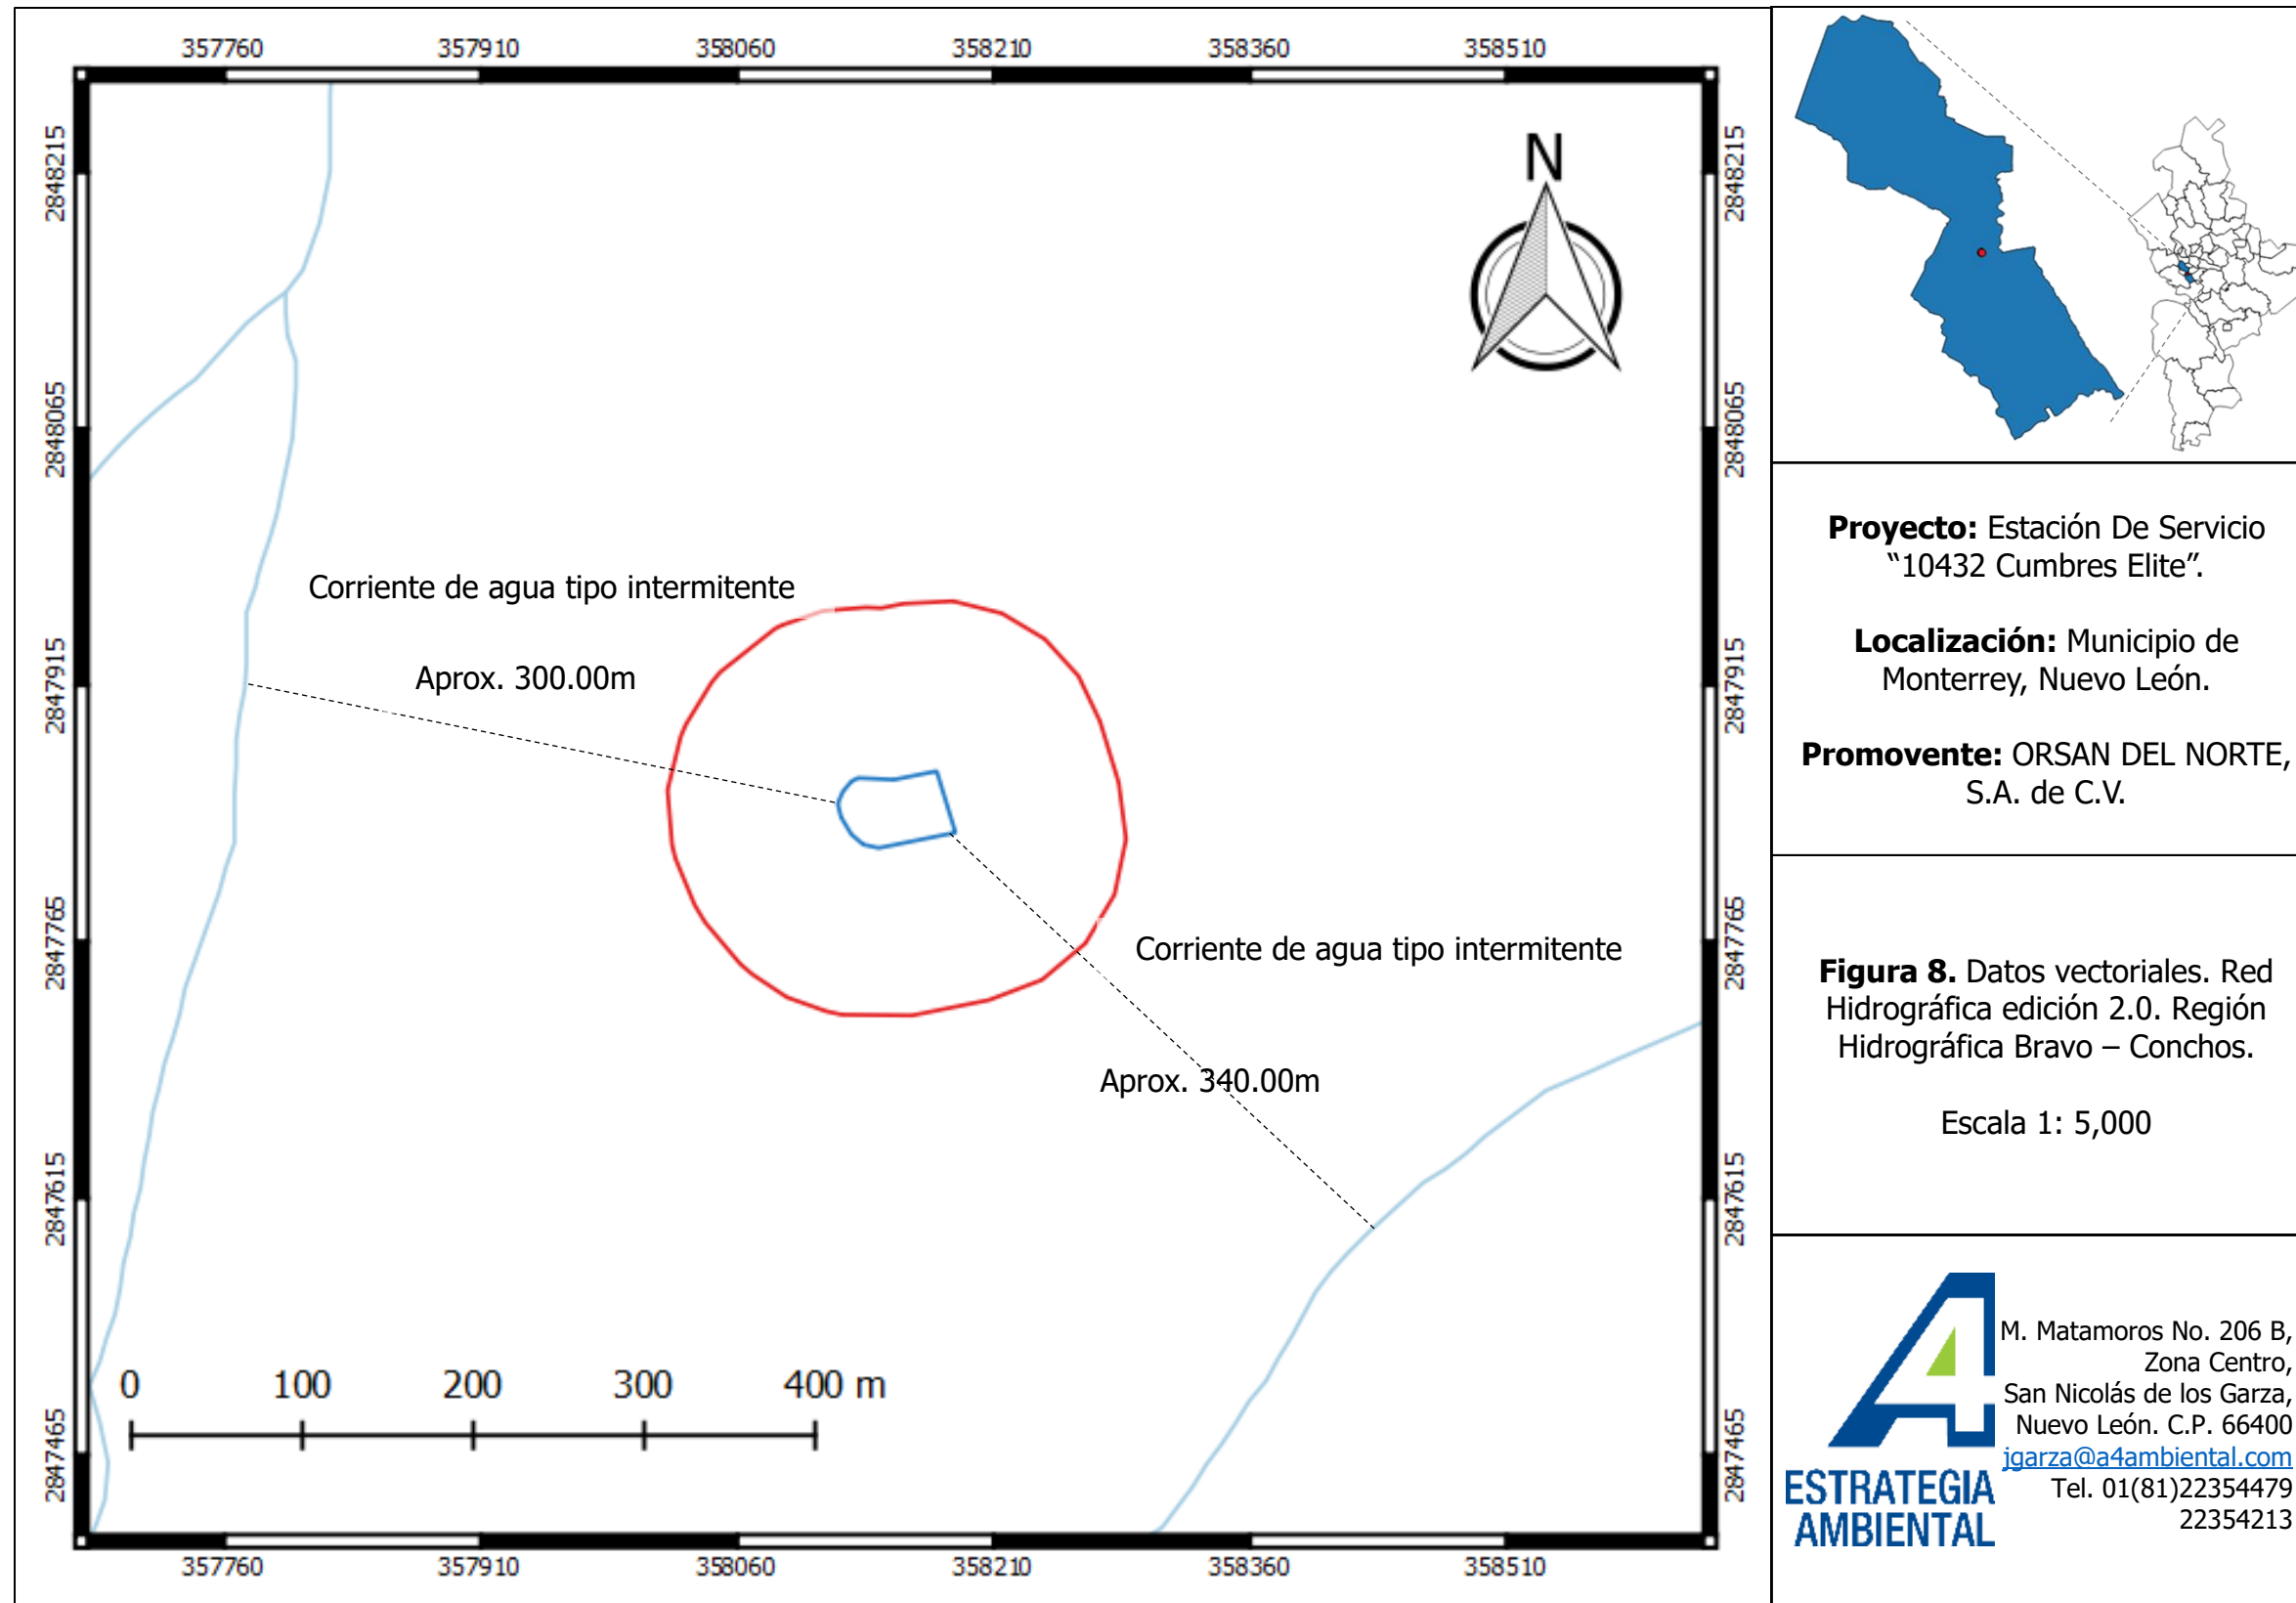 357760 357910 358060 358210 358360 358510
2848215 2848215
2848065 2848065
2847915 2847915
2847765 2847765
2847615 2847615
2847465 2847465
N
Corriente de agua tipo intermitente
Aprox. 300.00m
Corriente de agua tipo intermitente
Aprox. 340.00m
0 100 200 300 400 m
357760 357910 358060 358210 358360 358510
Proyecto: Estación De Servicio
“10432 Cumbres Elite”.
Localización: Municipio de
Monterrey, Nuevo León.
Promovente: ORSAN DEL NORTE,
S.A. de C.V.
Figura 8. Datos vectoriales. Red
Hidrográfica edición 2.0. Región
Hidrográfica Bravo – Conchos.
Escala 1: 5,000
ESTRATEGIA
AMBIENTAL
M. Matamoros No. 206 B,
Zona Centro,
San Nicolás de los Garza,
Nuevo León. C.P. 66400
jgarza@a4ambiental.com
Tel. 01(81)22354479
22354213